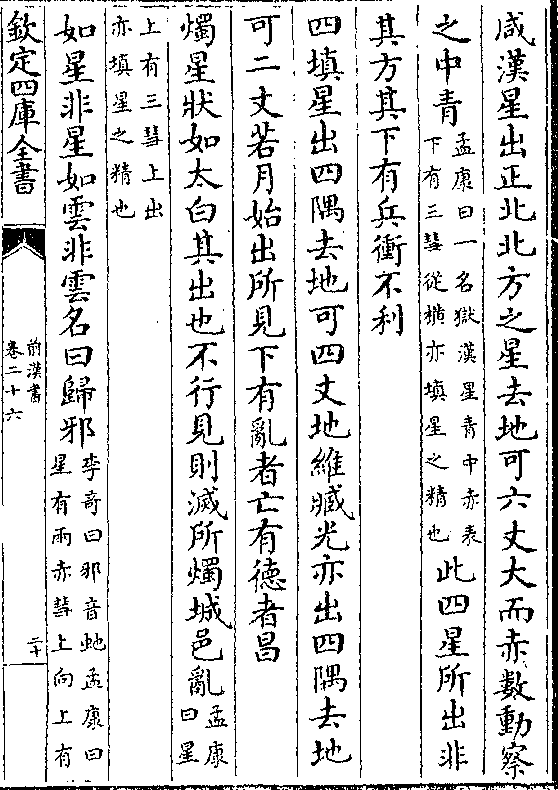 咸漢星出正北北方之星去地可六丈大而赤數動察
之中青孟康曰一名獄漢星青中赤表下有三彗從橫亦填星之精也此四星所出非
其方其下有兵衝不利
四填星出四隅去地可四丈地維臧光亦出四隅去地
可二丈若月始出所見下有亂者亡有德者昌
燭星狀如太白其出也不行見則滅所燭城邑亂孟康曰星
上有三彗上出亦填星之精也
如星非星如雲非雲名曰歸邪李奇曰邪音虵孟康曰星有兩赤彗上向上有
欽定四庫全書
前漢書
卷二十六
二十